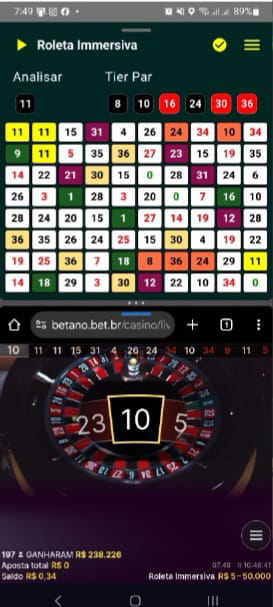 7:49
89%
Roleta Immersiva
Analisar Tier Par
11 8 10 16 24 30 36
11 11 15 31 4 26 24 34 10 34
9 11 5 35 36 27 23 15 19 35
14 22 21 30 15 0 28 31 24 6
26 3 1 28 3 20 0 7 16 10
28 24 20 15 1 27 14 19 12 28
36 35 26 24 25 15 30 4 19 22
19 25 36 7 18 8 36 24 29 11
14 18 29 3 30 12 22 10 34 0
betano.bet.br/casino/liv
1
10 11 11 15 31 4 26 24 34 10 34 9 11 5
23 10 5
197 GANHARAM R$ 238.226
Aposta total R$ 0
07:49 10:48:41
Saldo R$ 0,34
Roleta Immersiva R$ 5-50.000